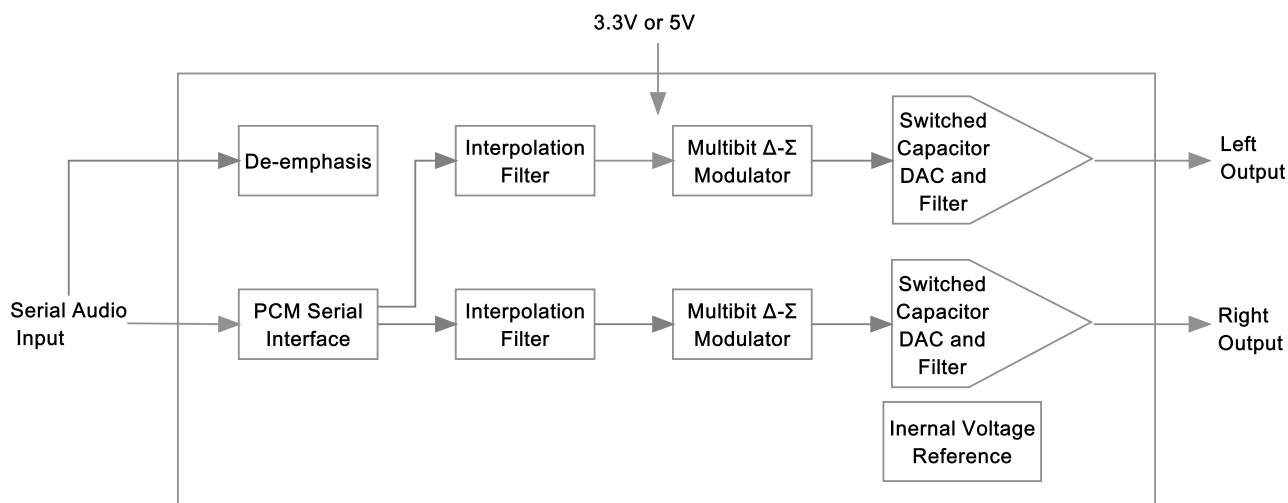 3.3V or 5V
De-emphasis
Interpolation
Filter
Multibit Δ-Σ
Modulator
Switched
Capacitor
DAC and
Filter
Left
Output
Serial Audio
Input
PCM Serial
Interface
Interpolation
Filter
Multibit Δ-Σ
Modulator
Switched
Capacitor
DAC and
Filter
Right
Output
Inernal Voltage
Reference